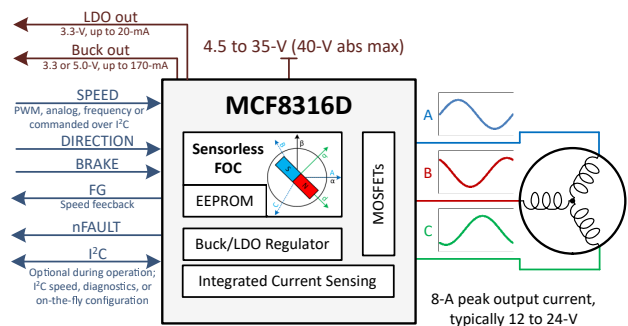 LDO out
3.3-V, up to 20-mA
Buck out
3.3 or 5.0-V, up to 170-mA
4.5 to 35-V (40-V abs max)
SPEED
PWM, analog, frequency or
commanded over I²C
DIRECTION
BRAKE
FG
Speed feecback
nFAULT
I²C
Optional during operation;
I²C speed, diagnostics, or
on-the-fly configuration
MCF8316D
Sensorless
FOC
EEPROM
β
B
q
A
α
S
N
C
d
MOSFETs
Buck/LDO Regulator
Integrated Current Sensing
A
B
C
8-A peak output current,
typically 12 to 24-V